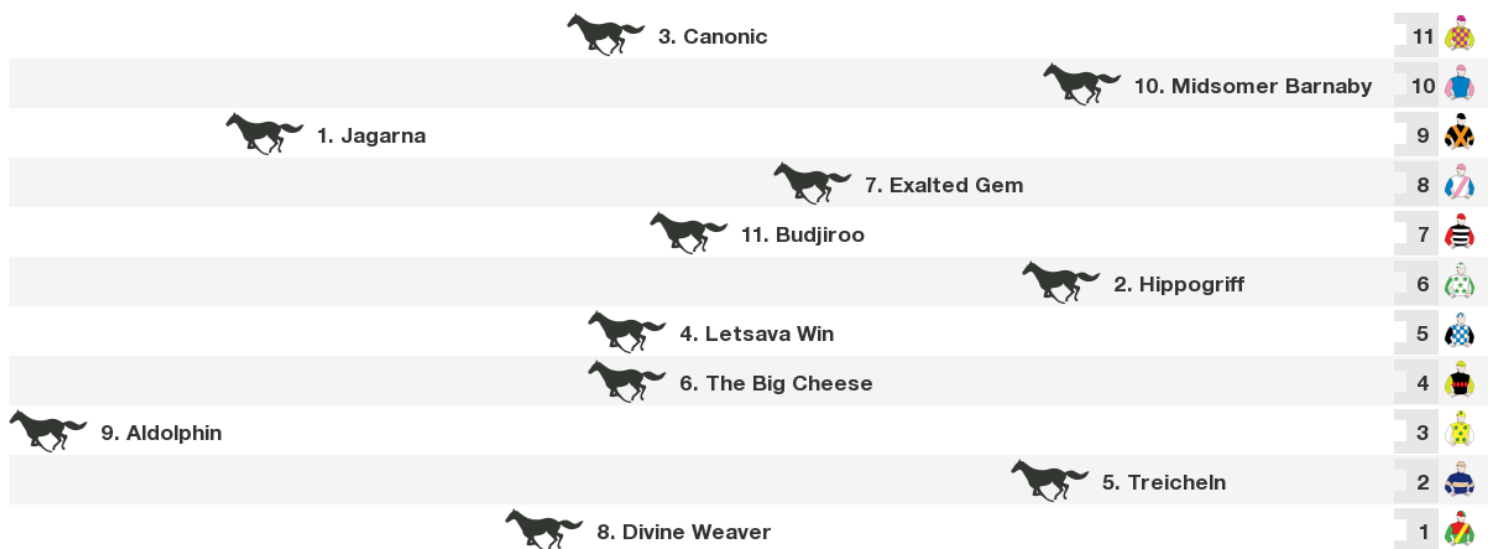 3. Canonic 11
10. Midsomer Barnaby 10
1. Jagarna 9
7. Exalted Gem 8
11. Budjiroo 7
2. Hippogriff 6
4. Letsava Win 5
6. The Big Cheese 4
9. Aldolphin 3
5. Treicheln 2
8. Divine Weaver 1